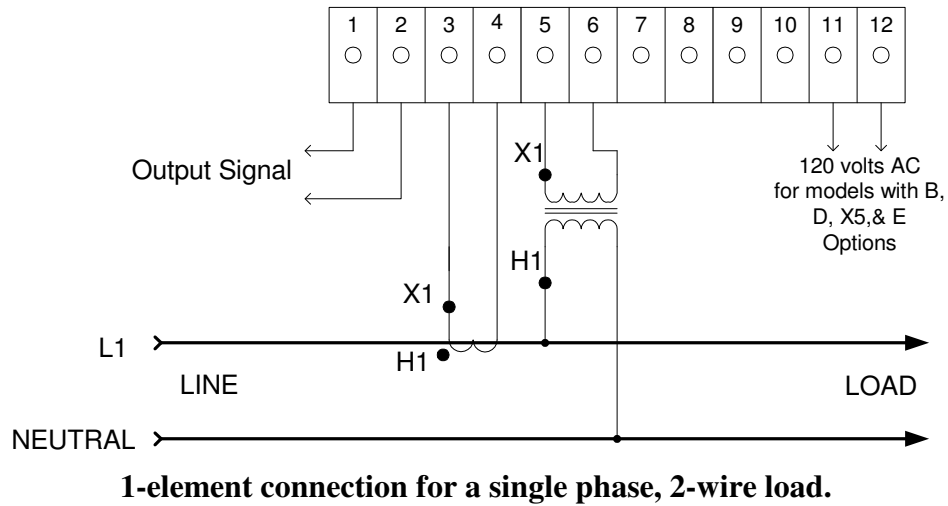 1 2 3 4 5 6 7 8 9 10 11 12
Output Signal
X1
120 volts AC
for models with B,
D, X5,& E
Options
H1
X1
L1
H1
LINE
LOAD
NEUTRAL
1-element connection for a single phase, 2-wire load.